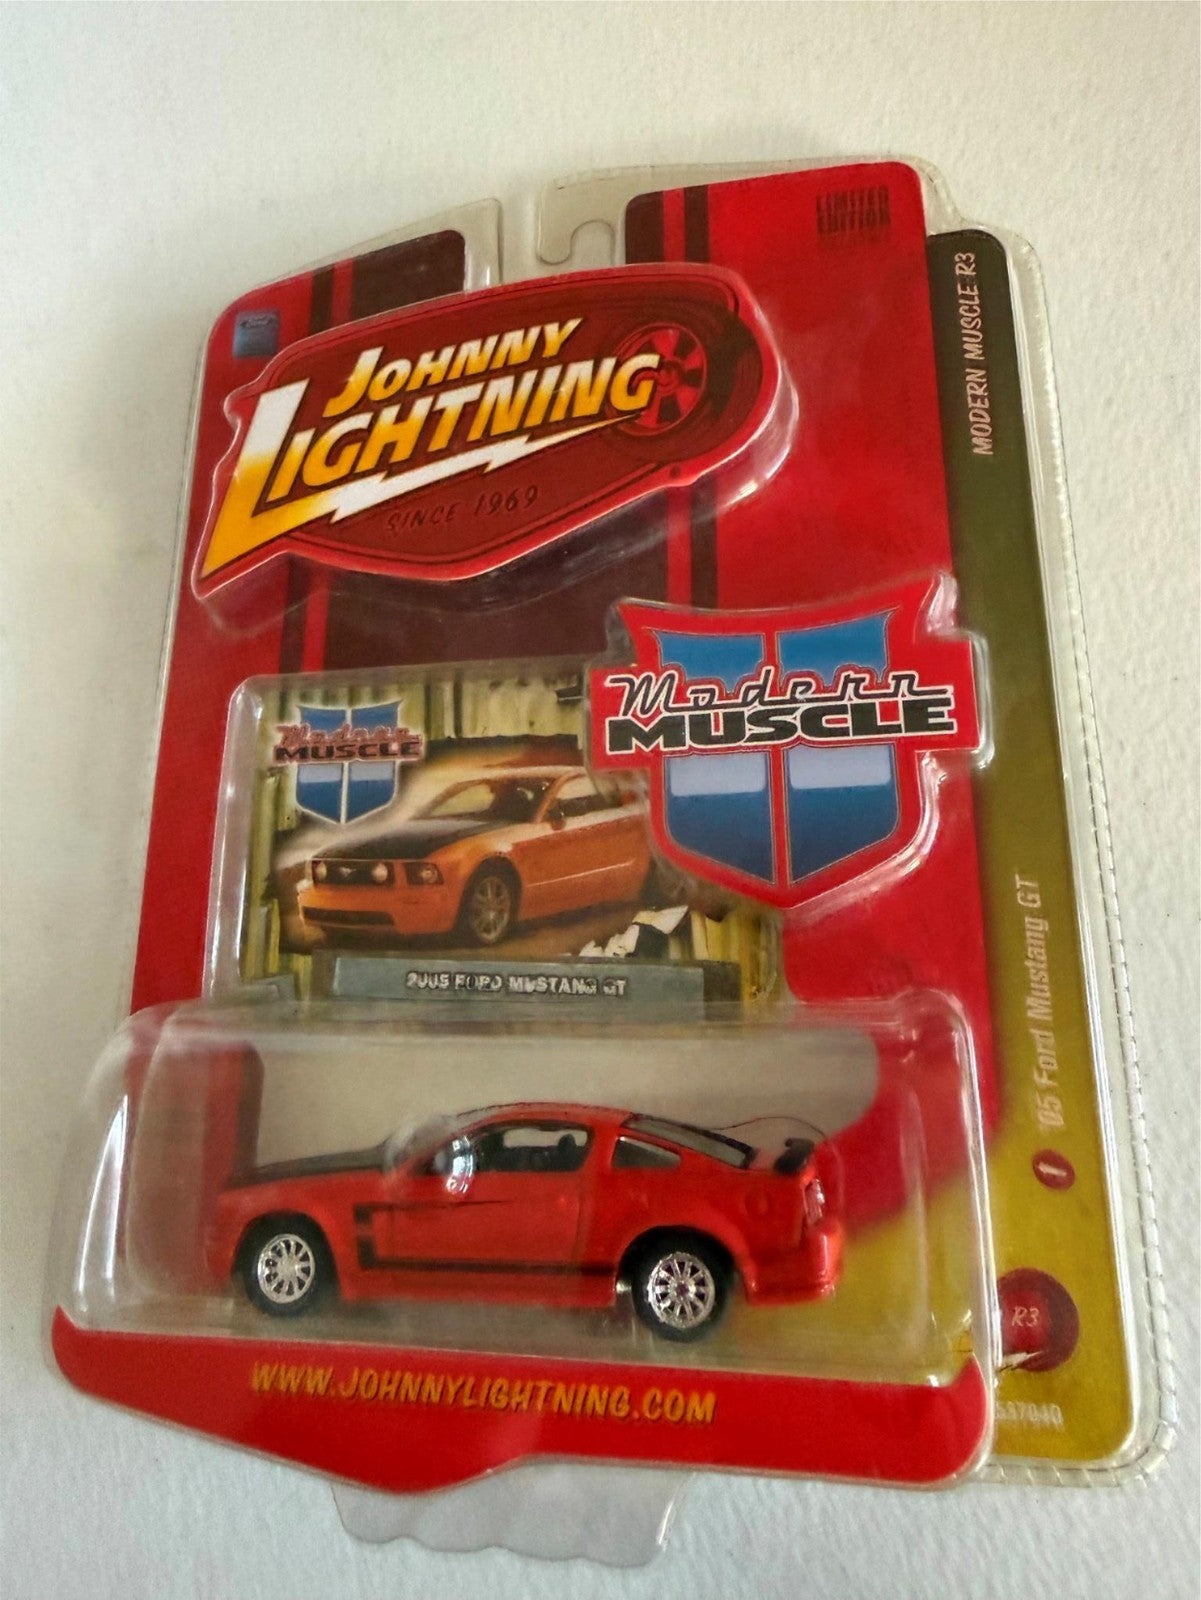 LIMITED
EDITION
JOHNNY
LIGHTNING
SINCE 1969
MODERN MUSCLE R3
Modern
MUSCLE
Modern
MUSCLE
2005 FORD MUSTANG GT
'05 Ford Mustang GT
R3
WWW.JOHNNYLIGHTNING.COM